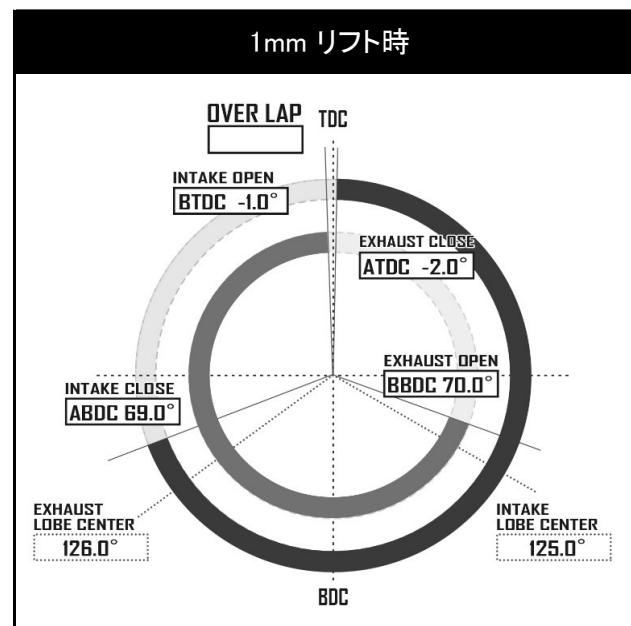 1mm リフト時
OVER LAP
TDC
INTAKE OPEN
BTDC -1.0°
EXHAUST CLOSE
ATDC -2.0°
EXHAUST OPEN
BBDC 70.0°
INTAKE CLOSE
ABDC 69.0°
EXHAUST
LOBE CENTER
126.0°
INTAKE
LOBE CENTER
125.0°
BDC